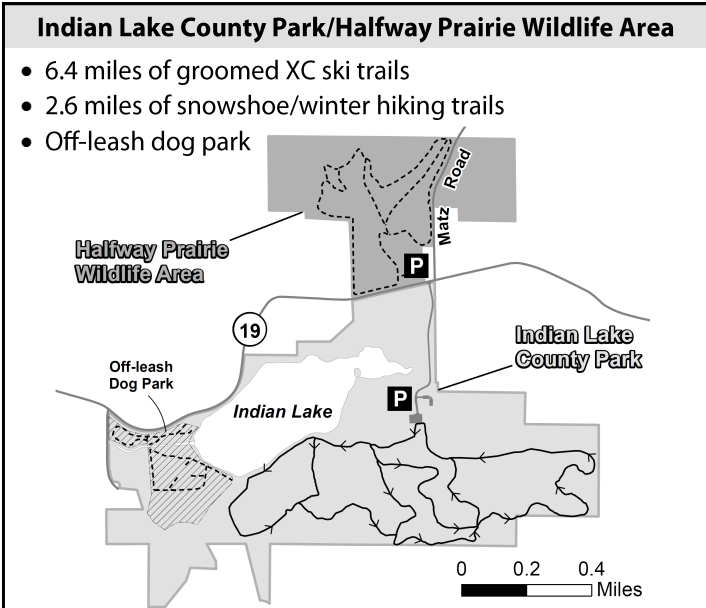 Indian Lake County Park/Halfway Prairie Wildlife Area
• 6.4 miles of groomed XC ski trails
• 2.6 miles of snowshoe/winter hiking trails
• Off-leash dog park
Matz Road
Halfway Prairie
Wildlife Area
P
19
Indian Lake
County Park
Off-leash
Dog Park
Indian Lake
P
0 0.2 0.4
Miles